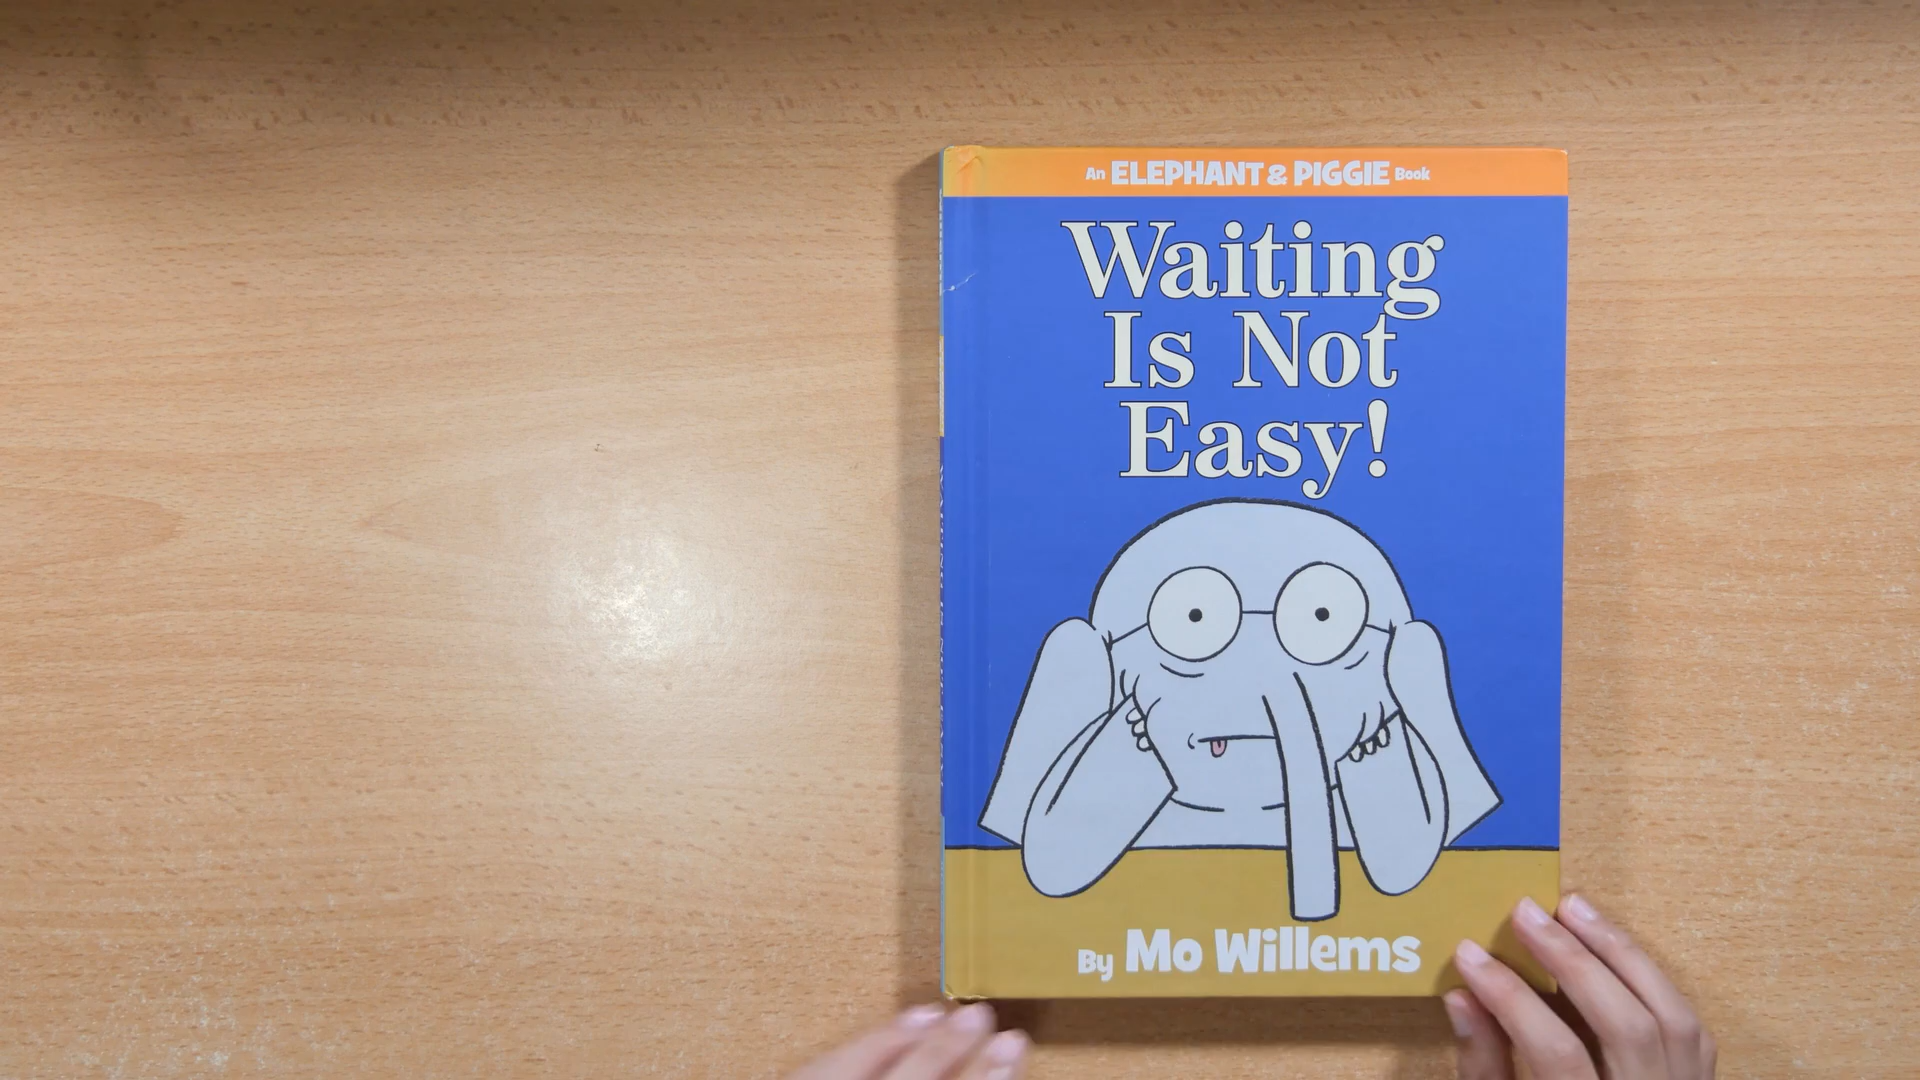 An ELEPHANT & PIGGIE Book
Waiting
Is Not
Easy!
By Mo Willems